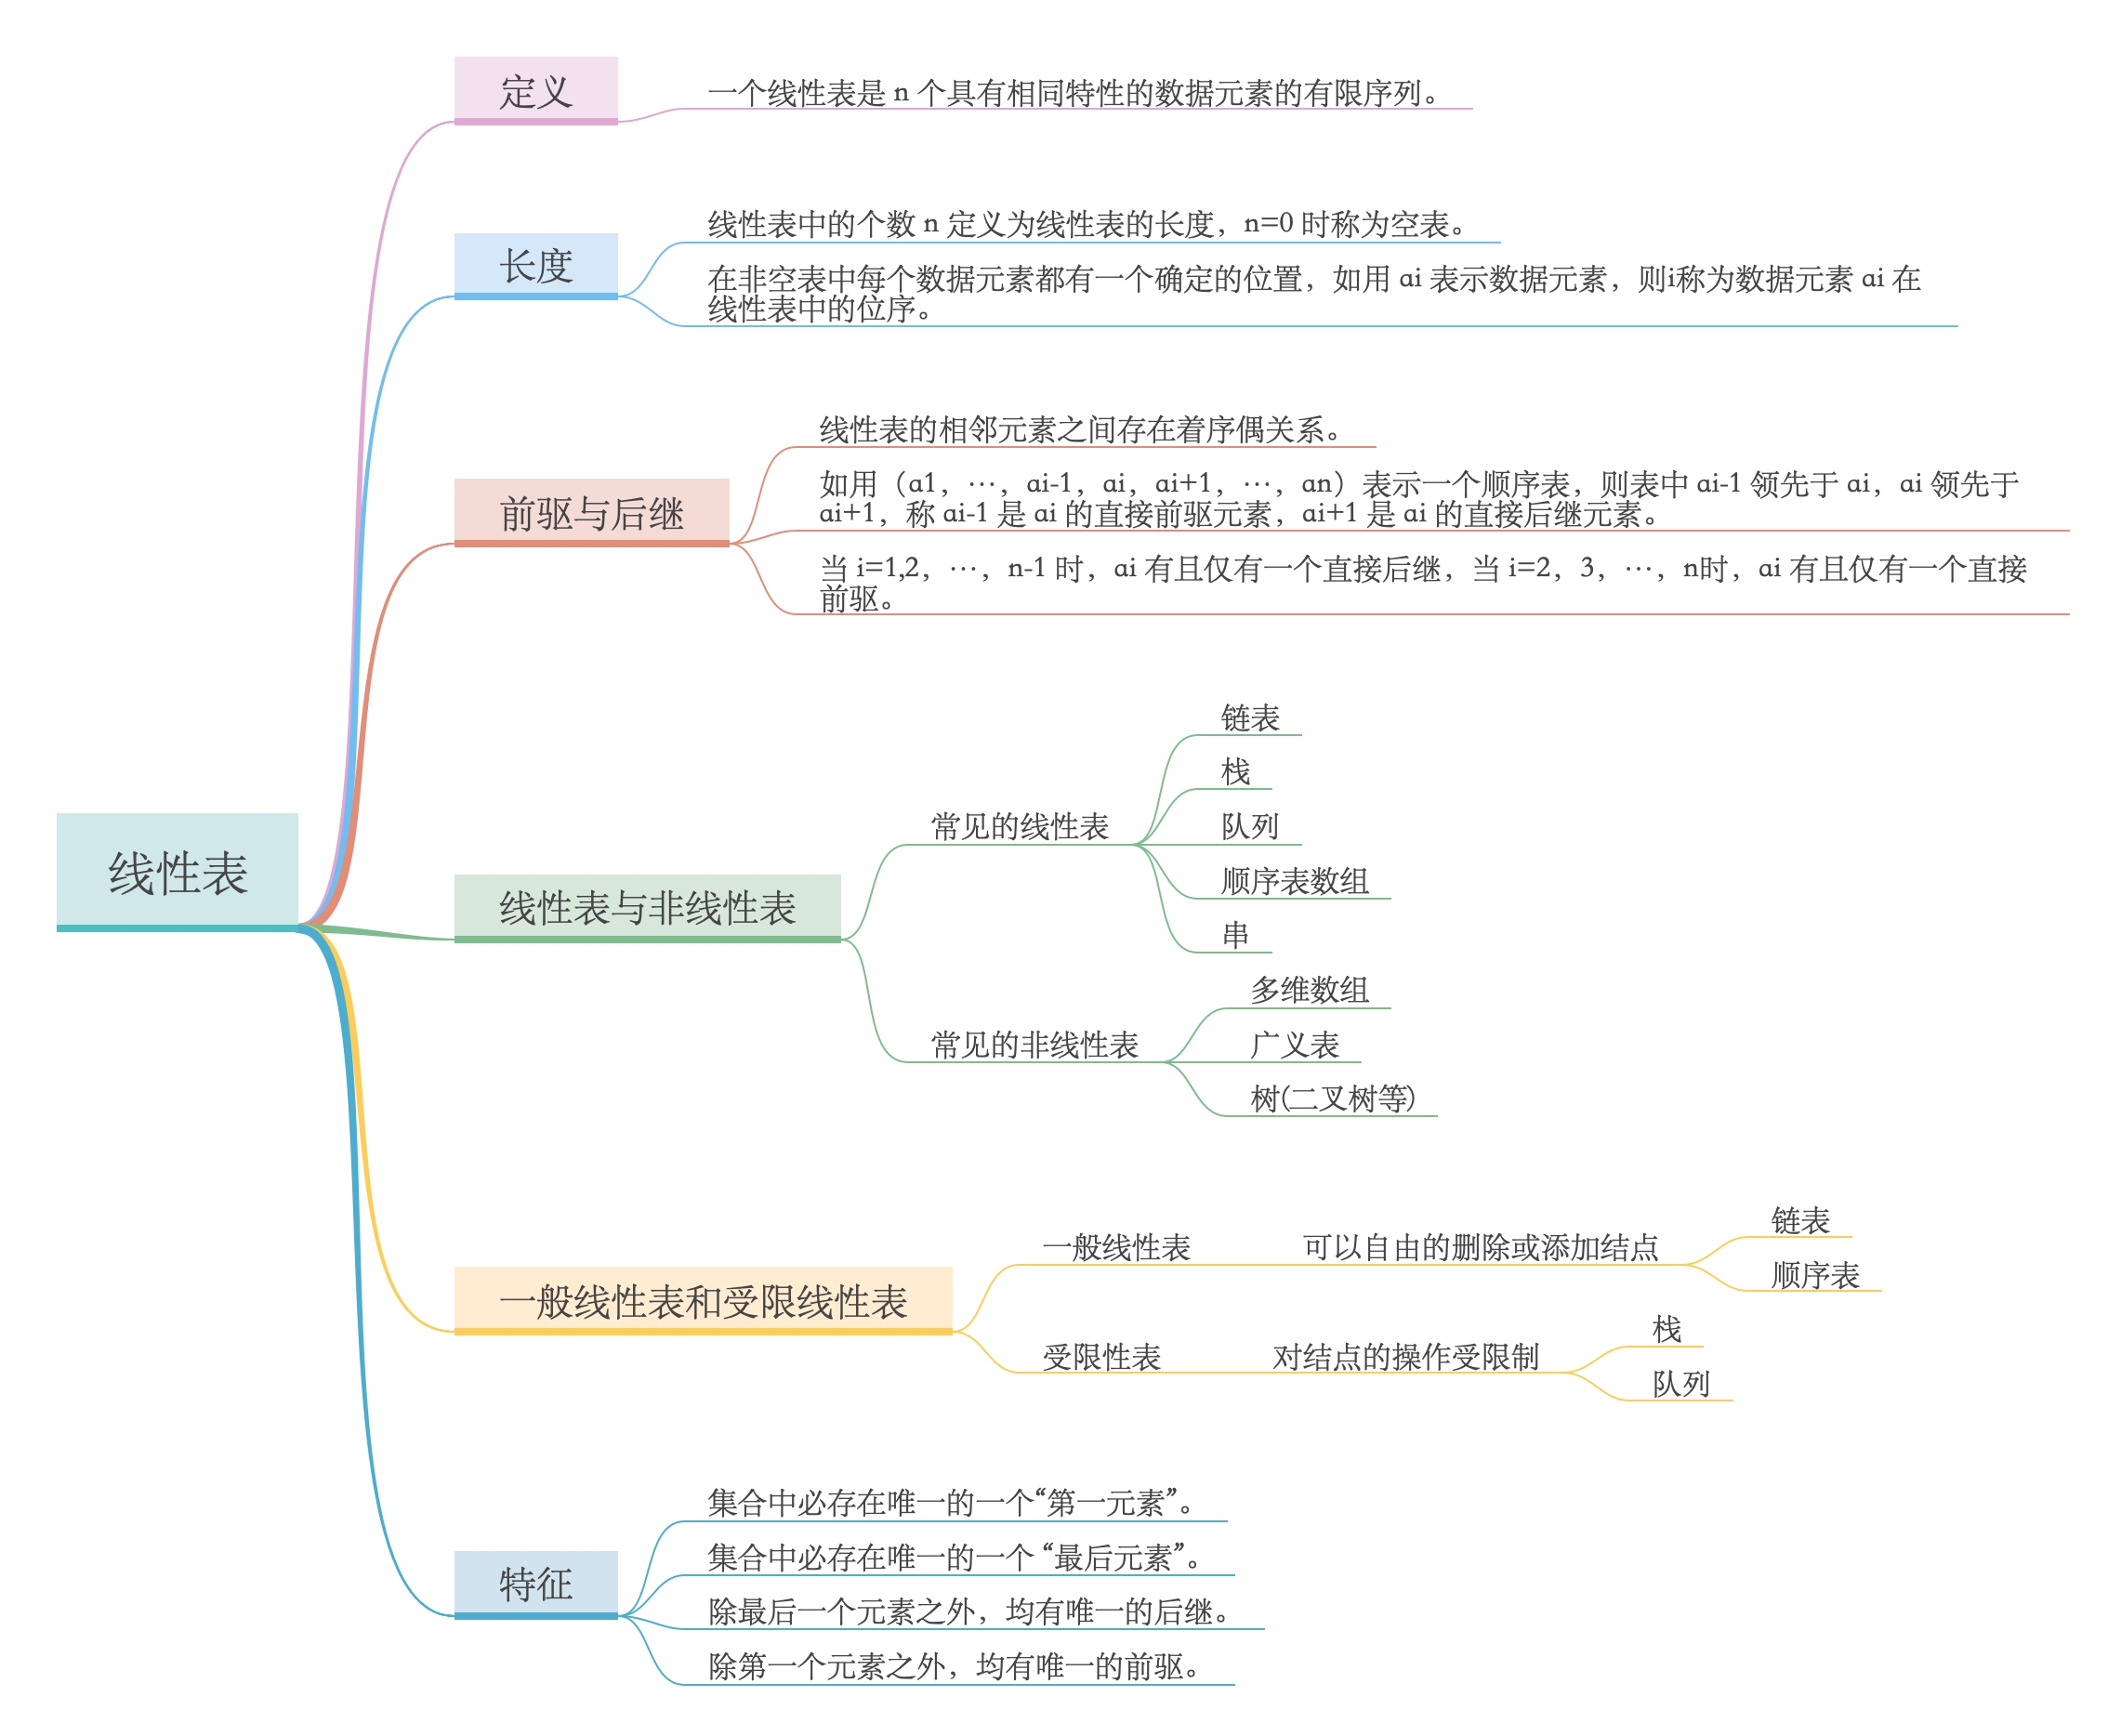 线性表
定义
一个线性表是 n 个具有相同特性的数据元素的有限序列。
长度
线性表中的个数 n 定义为线性表的长度，n=0 时称为空表。
在非空表中每个数据元素都有一个确定的位置，如用 ai 表示数据元素，则i称为数据元素 ai 在
线性表中的位序。
前驱与后继
线性表的相邻元素之间存在着序偶关系。
如用（a1，…，ai-1，ai，ai+1，…，an）表示一个顺序表，则表中 ai-1 领先于 ai，ai 领先于
ai+1，称 ai-1 是 ai 的直接前驱元素，ai+1 是 ai 的直接后继元素。
当 i=1,2，…，n-1 时，ai 有且仅有一个直接后继，当 i=2，3，…，n时，ai 有且仅有一个直接
前驱。
线性表与非线性表
常见的线性表
链表
栈
队列
顺序表数组
串
常见的非线性表
多维数组
广义表
树(二叉树等)
一般线性表和受限线性表
一般线性表
可以自由的删除或添加结点
链表
顺序表
受限性表
对结点的操作受限制
栈
队列
特征
集合中必存在唯一的一个“第一元素”。
集合中必存在唯一的一个 “最后元素”。
除最后一个元素之外，均有唯一的后继。
除第一个元素之外，均有唯一的前驱。